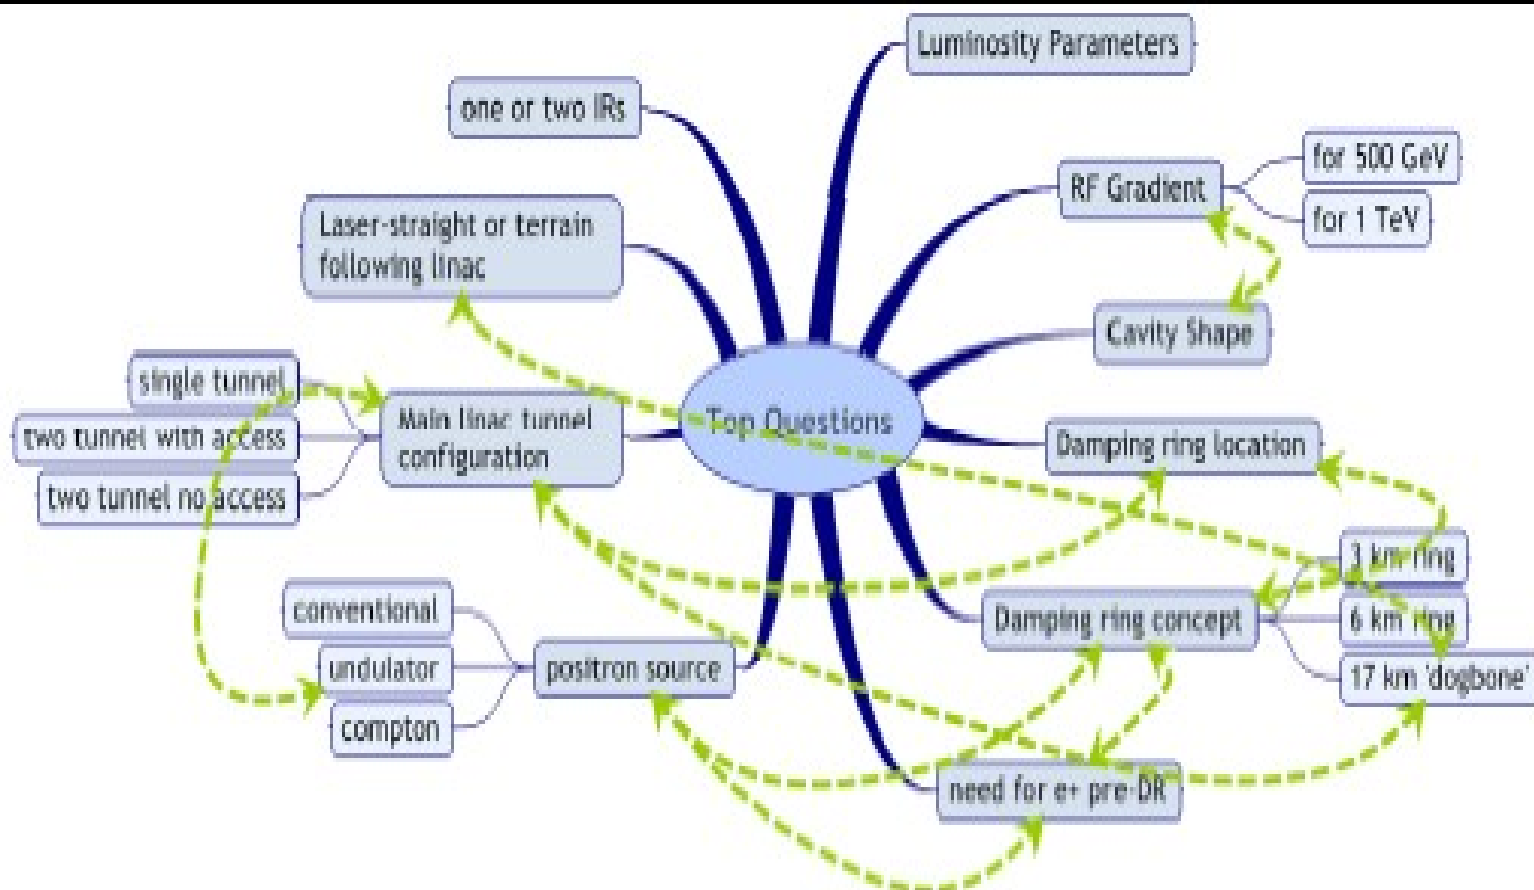 Luminosity Parameters
one or two IRs
RF Gradient
for 500 GeV
for 1 TeV
Laser-straight or terrain
following linac
Cavity Shape
Top Questions
single tunnel
two tunnel with access
two tunnel no access
Main linac tunnel
configuration
Damping ring location
Damping ring concept
3 km ring
6 km ring
17 km 'dogbone'
conventional
undulator
compton
positron source
need for e+ pre-DR